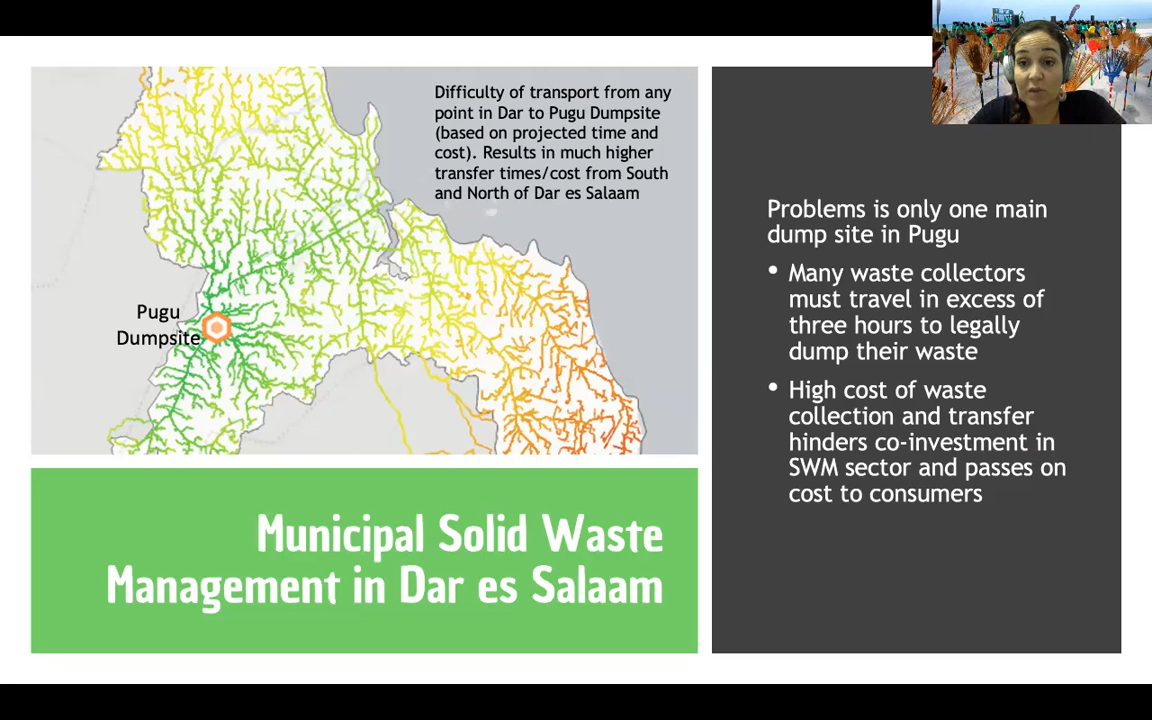 Difficulty of transport from any
point in Dar to Pugu Dumpsite
(based on projected time and
cost). Results in much higher
transfer times/cost from South
and North of Dar es Salaam
Pugu
Dumpsite
Municipal Solid Waste
Management in Dar es Salaam
Problems is only one main
dump site in Pugu
• Many waste collectors
must travel in excess of
three hours to legally
dump their waste
• High cost of waste
collection and transfer
hinders co-investment in
SWM sector and passes on
cost to consumers